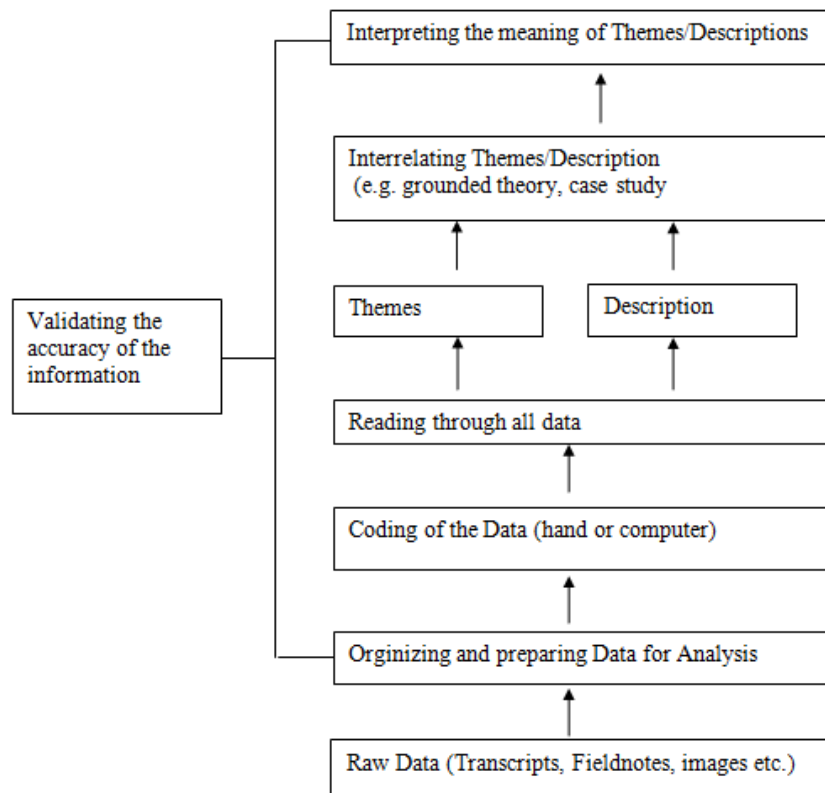 Interpreting the meaning of Themes/Descriptions
Interrelating Themes/Description
(e.g. grounded theory, case study
Themes
Description
Validating the
accuracy of the
information
Reading through all data
Coding of the Data (hand or computer)
Orginizing and preparing Data for Analysis
Raw Data (Transcripts, Fieldnotes, images etc.)